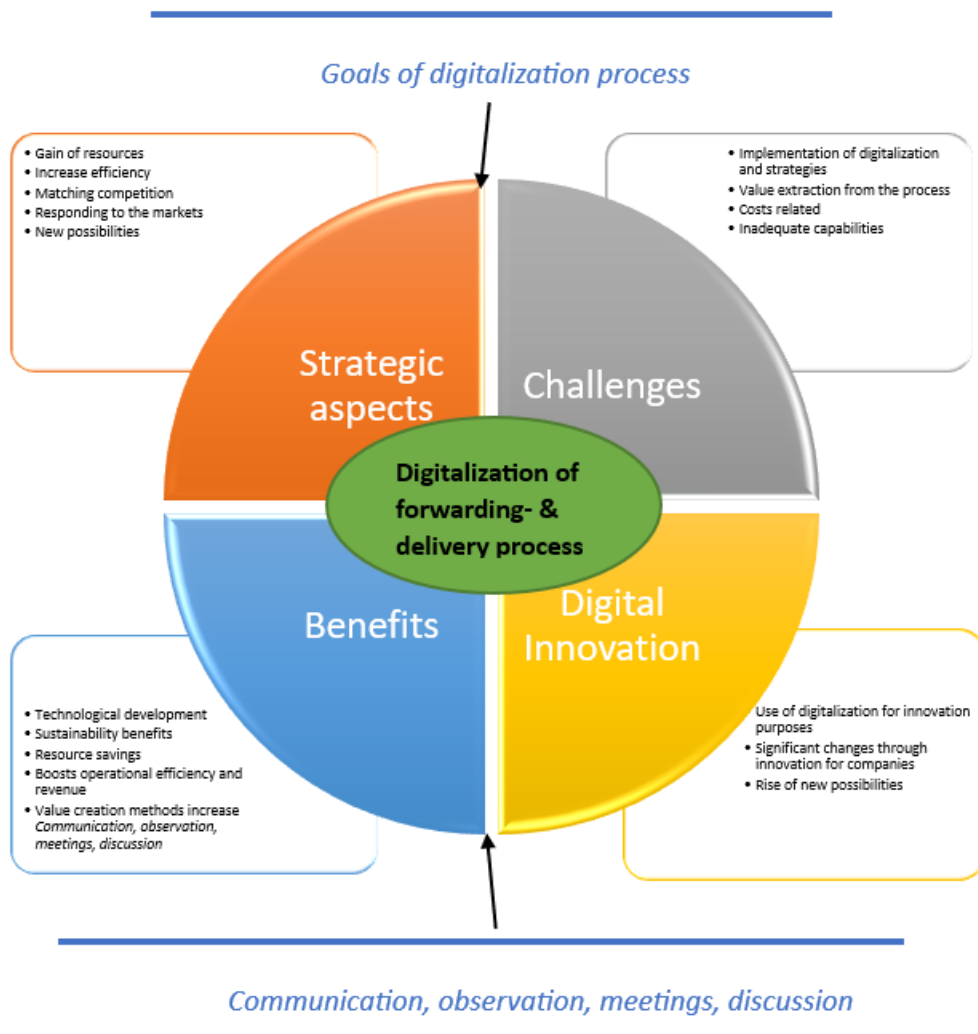 Goals of digitalization process
• Gain of resources
• Increase efficiency
• Matching competition
• Responding to the markets
• New possibilities
• Implementation of digitalization
and strategies
• Value extraction from the process
• Costs related
• Inadequate capabilities
Strategic
aspects
Challenges
Digitalization of
forwarding- &
delivery process
Benefits
Digital
Innovation
• Technological development
• Sustainability benefits
• Resource savings
• Boosts operational efficiency and
revenue
• Value creation methods increase
Communication, observation,
meetings, discussion
Use of digitalization for innovation
purposes
• Significant changes through
innovation for companies
• Rise of new possibilities
Communication, observation, meetings, discussion